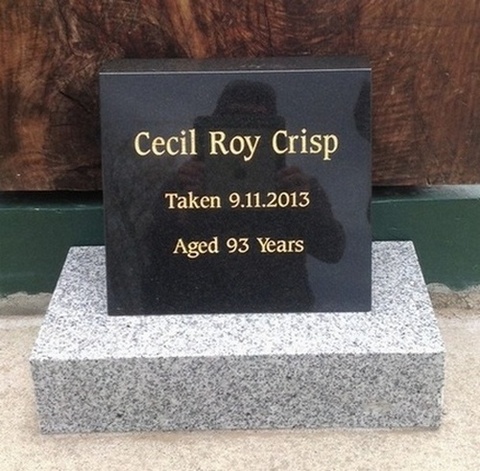 Cecil Roy Crisp
Taken 9.11.2013
Aged 93 Years